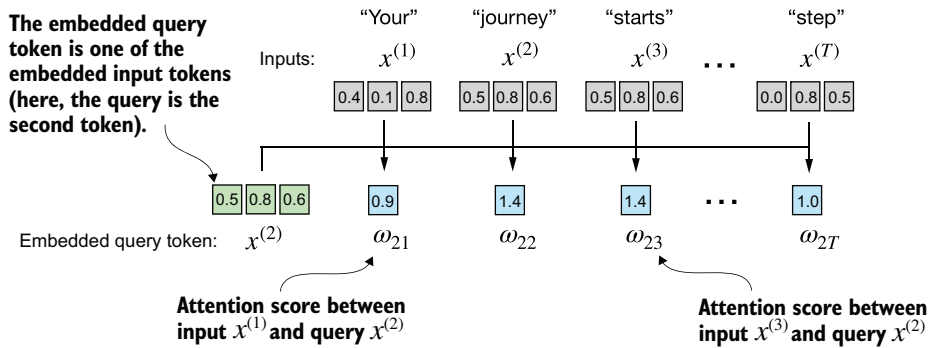 The embedded query
token is one of the
embedded input tokens
(here, the query is the
second token).
“Your” “journey” “starts” “step”
Inputs: x^(1) x^(2) x^(3) ... x^(T)
0.4 0.1 0.8 0.5 0.8 0.6 0.5 0.8 0.6 0.0 0.8 0.5
0.5 0.8 0.6 0.9 1.4 1.4 ... 1.0
Embedded query token: x^(2) ω_21 ω_22 ω_23 ω_2T
Attention score between
input x^(1) and query x^(2)
Attention score between
input x^(3) and query x^(2)